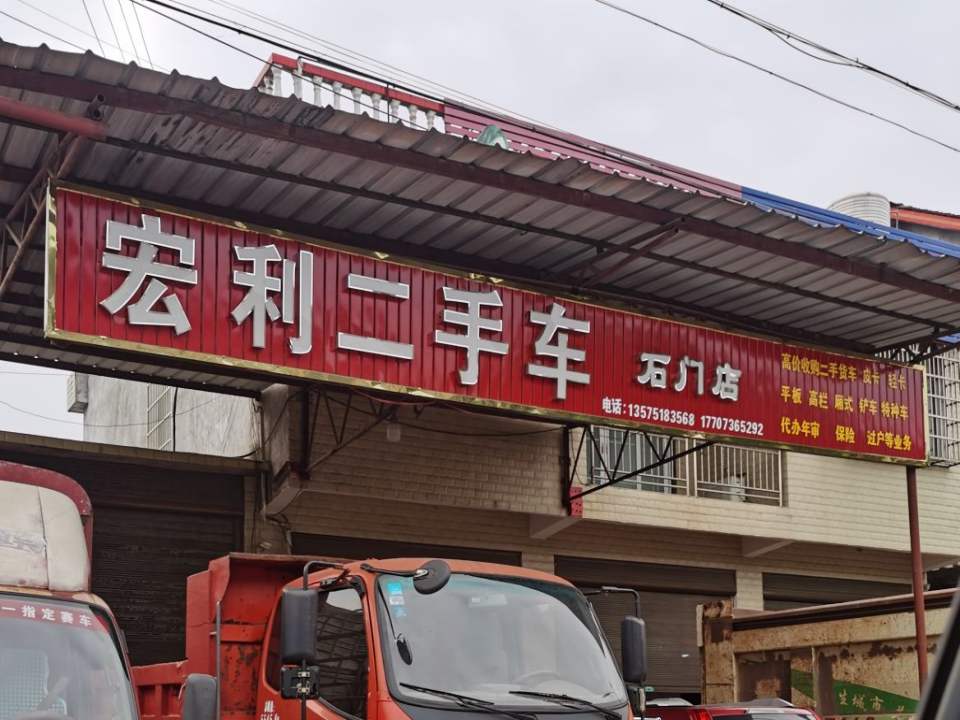 宏利二手车 石门店
电话:13575183568 17707365292
高价收购二手货车 皮卡 轻卡
平板 高栏 厢式 铲车 特种车
代办年审 保险 过户等业务
一指定赛车
生城市